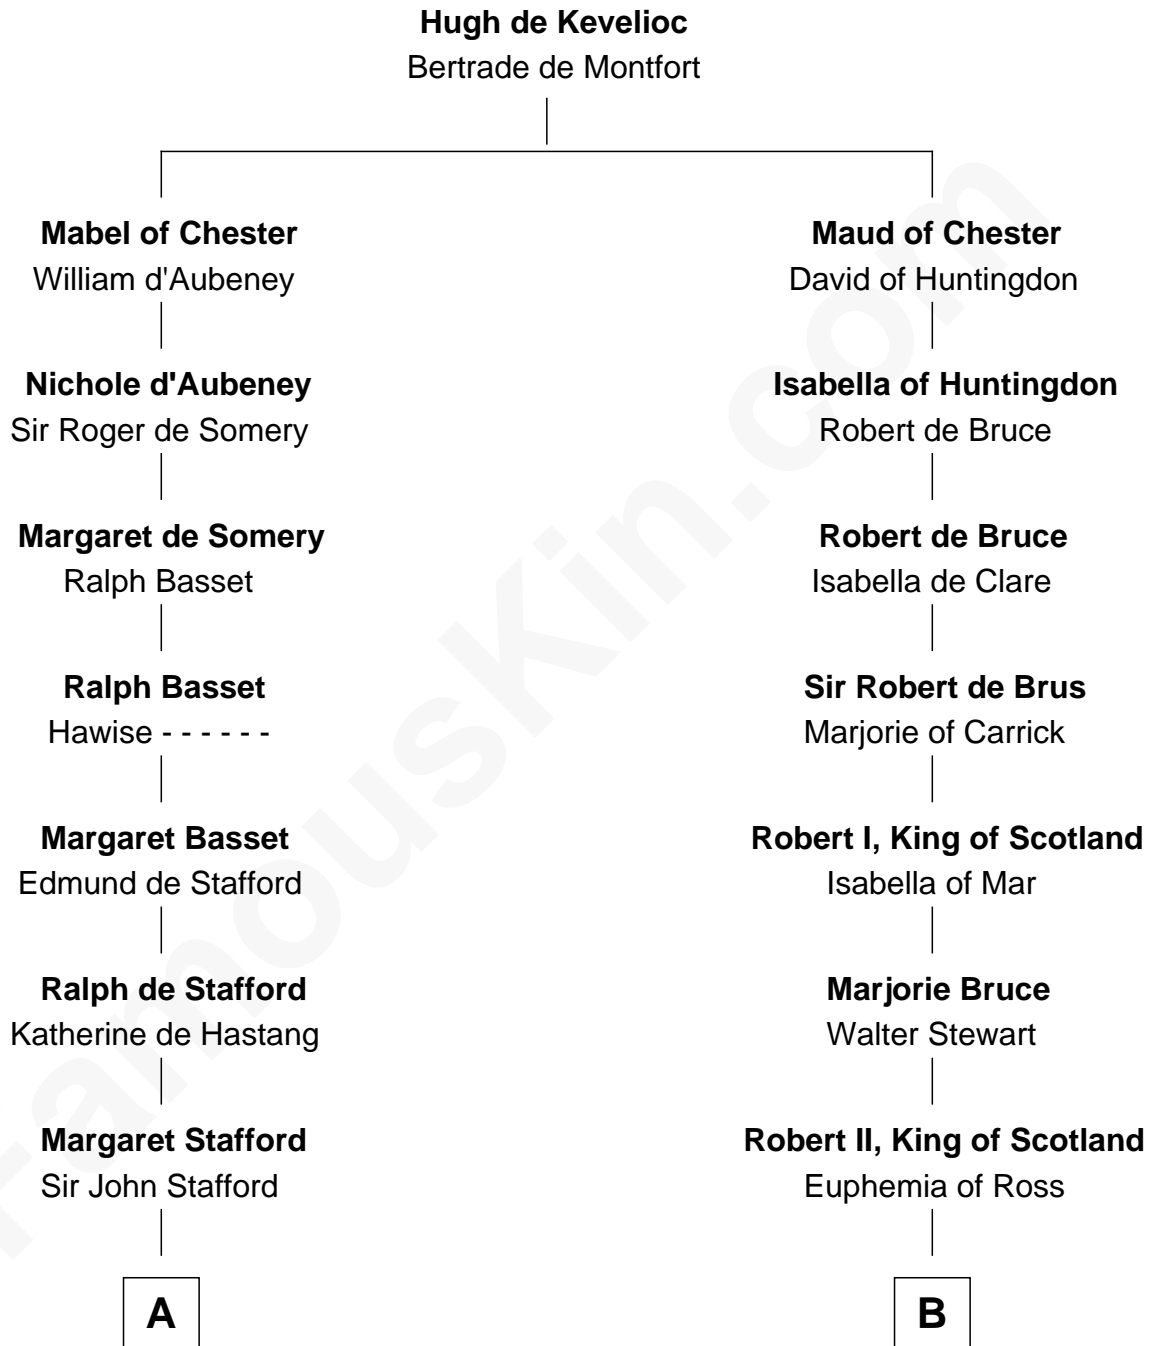 Hugh de Kevelioc
Bertrade de Montfort
Mabel of Chester
William d'Aubeney
Maud of Chester
David of Huntingdon
Nichole d'Aubeney
Sir Roger de Somery
Isabella of Huntingdon
Robert de Bruce
Margaret de Somery
Ralph Basset
Robert de Bruce
Isabella de Clare
Ralph Basset
Hawise - - - - - -
Sir Robert de Brus
Marjorie of Carrick
Margaret Basset
Edmund de Stafford
Robert I, King of Scotland
Isabella of Mar
Ralph de Stafford
Katherine de Hastang
Marjorie Bruce
Walter Stewart
Margaret Stafford
Sir John Stafford
Robert II, King of Scotland
Euphemia of Ross
A
B
FamousKin.com